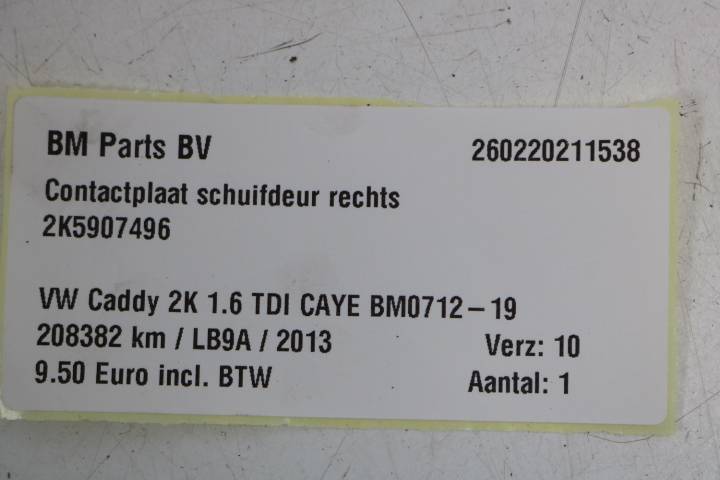 BM Parts BV 260220211538
Contactplaat schuifdeur rechts
2K5907496
VW Caddy 2K 1.6 TDI CAYE BM0712-19
208382 km / LB9A / 2013 Verz: 10
9.50 Euro incl. BTW Aantal: 1